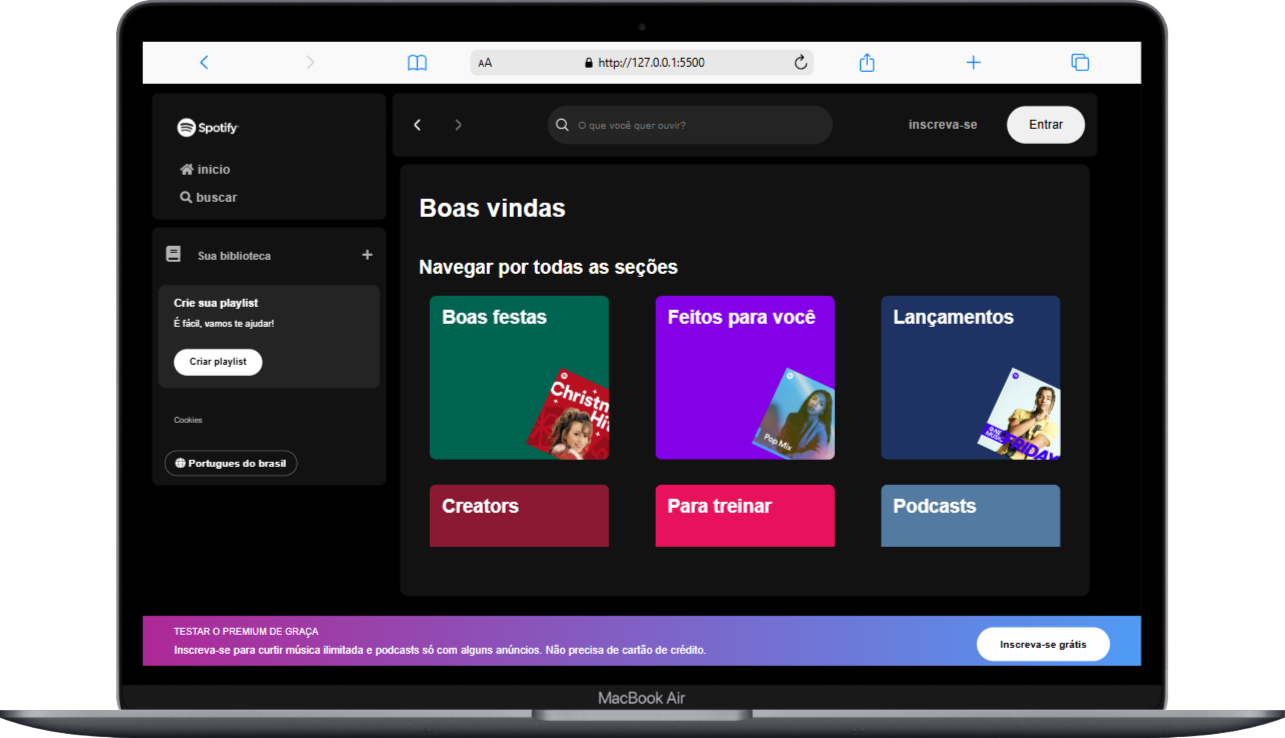 AA
http://127.0.0.1:5500
Spotify
inicio
buscar
O que você quer ouvir?
inscreva-se
Entrar
Sua biblioteca
+
Crie sua playlist
É fácil, vamos te ajudar!
Criar playlist
Cookies
Portugues do brasil
Boas vindas
Navegar por todas as seções
Boas festas
Christm
Hit
Feitos para você
Pop Mix
Lançamentos
FRIDAY
Creators
Para treinar
Podcasts
TESTAR O PREMIUM DE GRAÇA
Inscreva-se para curtir música ilimitada e podcasts só com alguns anúncios. Não precisa de cartão de crédito.
Inscreva-se grátis
MacBook Air